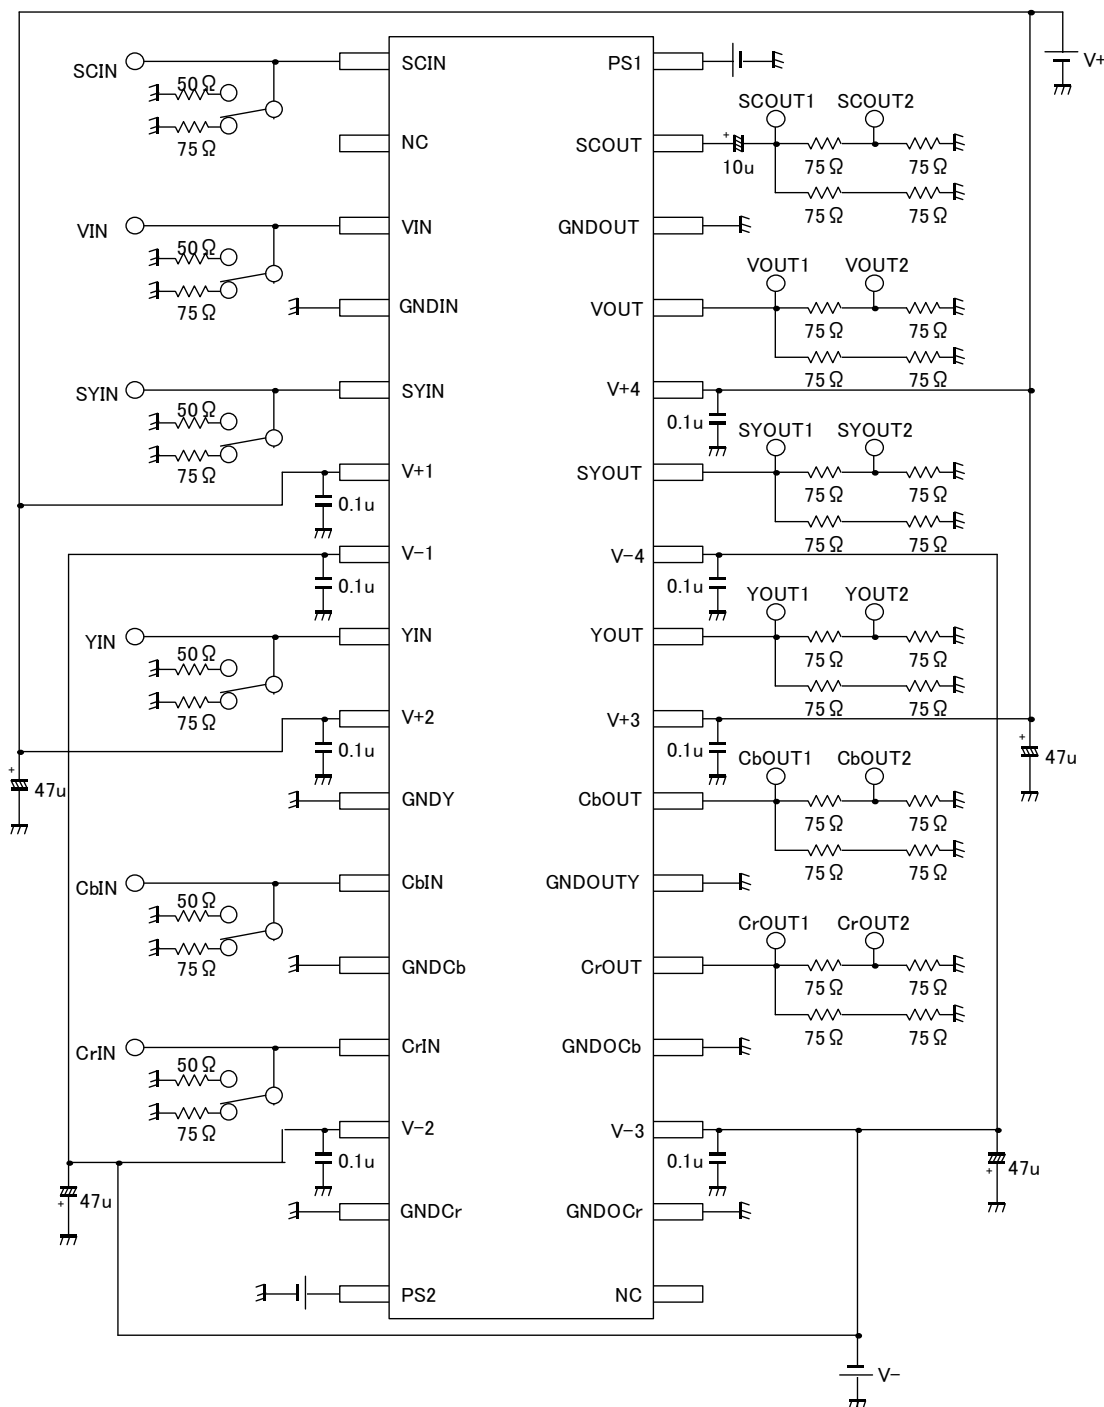 V+
SCIN
50Ω
75Ω
SCIN
PS1
SCOUT1
SCOUT2
NC
SCOUT
+
10u
75Ω
75Ω
75Ω
75Ω
VIN
50Ω
75Ω
VIN
GNDOUT
VOUT1
VOUT2
GNDIN
VOUT
75Ω
75Ω
75Ω
75Ω
SYIN
50Ω
75Ω
SYIN
V+4
0.1u
SYOUT1
SYOUT2
V+1
0.1u
SYOUT
75Ω
75Ω
75Ω
75Ω
V-1
0.1u
V-4
0.1u
YOUT1
YOUT2
YIN
50Ω
75Ω
YIN
YOUT
75Ω
75Ω
75Ω
75Ω
V+2
0.1u
V+3
0.1u
+
47u
CbOUT1
CbOUT2
+
47u
GNDY
CbOUT
75Ω
75Ω
75Ω
75Ω
CbIN
50Ω
75Ω
CbIN
GNDOUTY
CrOUT1
CrOUT2
GNDCb
CrOUT
75Ω
75Ω
75Ω
75Ω
CrIN
50Ω
75Ω
CrIN
GNDOCb
V-2
0.1u
V-3
0.1u
+
47u
+
47u
GNDCr
GNDOCr
PS2
NC
V-